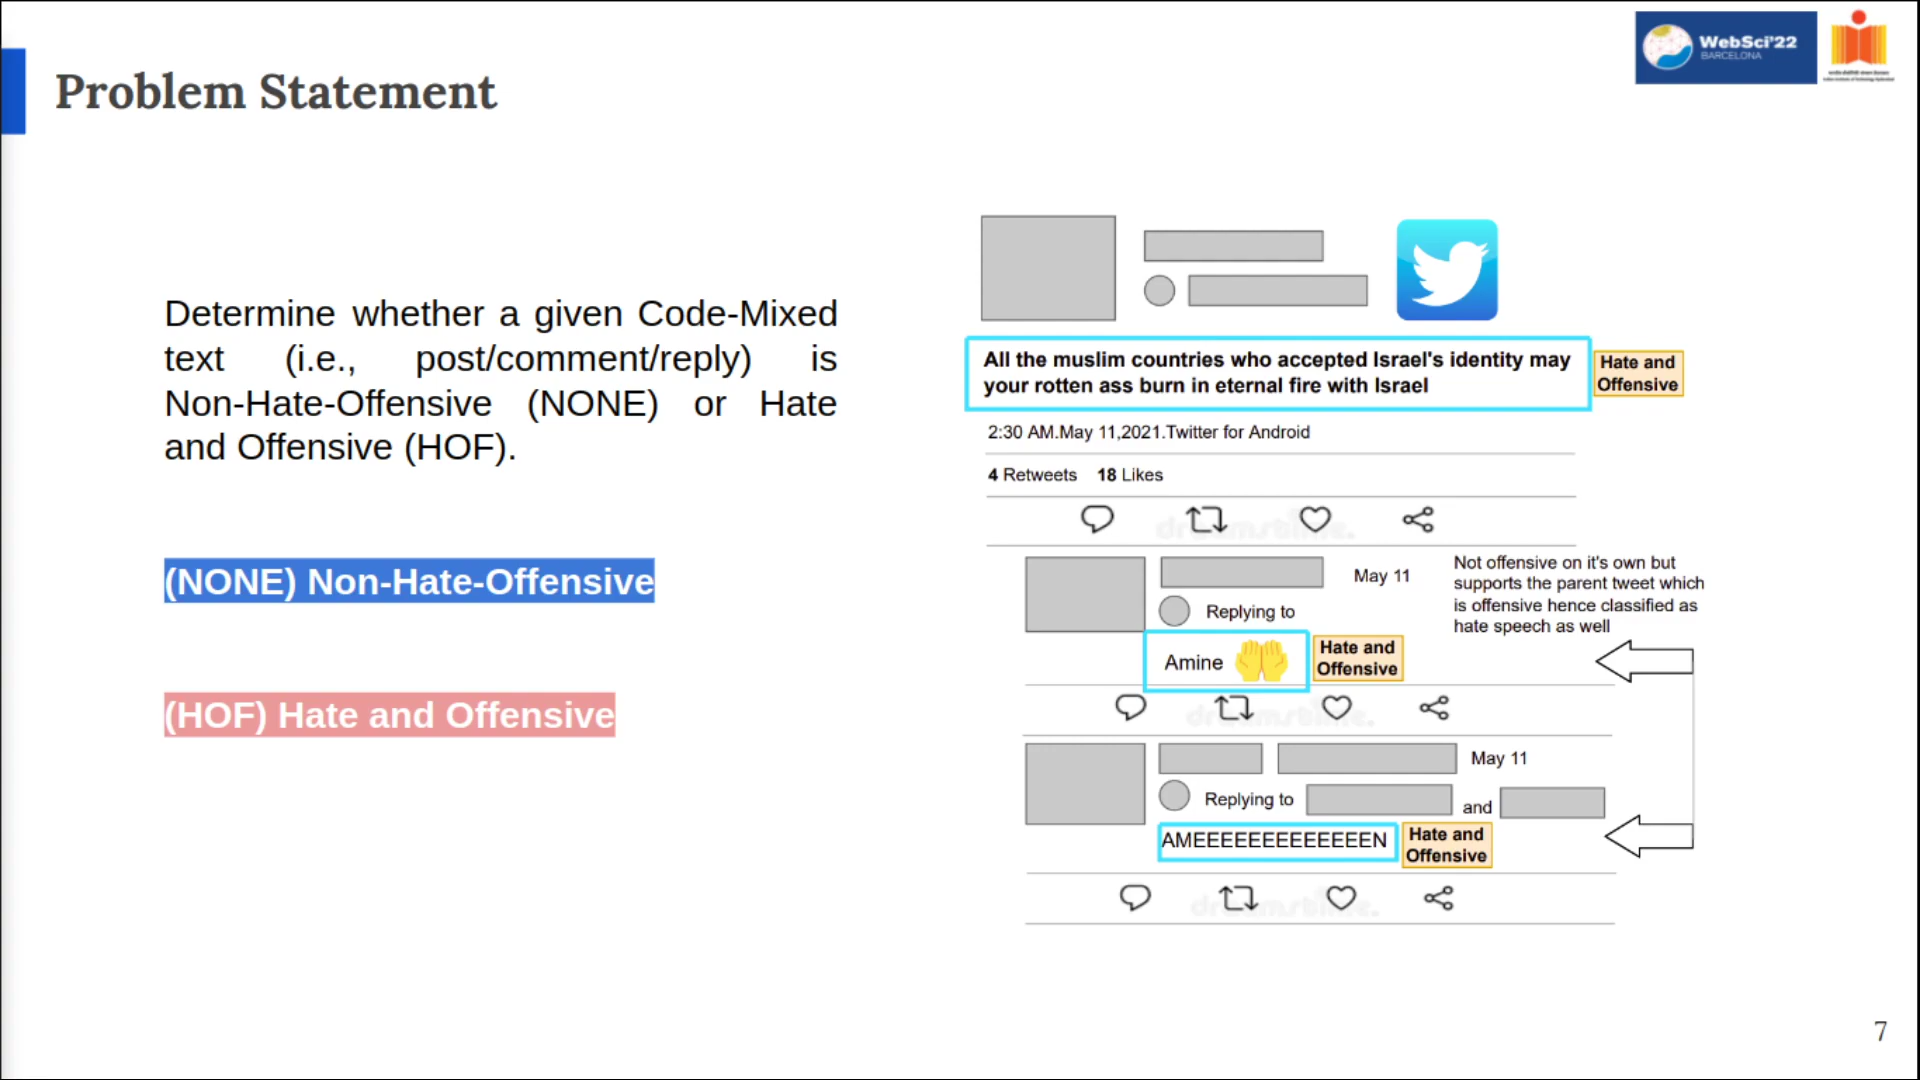 WebSci'22
BARCELONA
Problem Statement
Determine whether a given Code-Mixed
text (i.e., post/comment/reply) is
Non-Hate-Offensive (NONE) or Hate
and Offensive (HOF).
(NONE) Non-Hate-Offensive
(HOF) Hate and Offensive
All the muslim countries who accepted Israel's identity may
your rotten ass burn in eternal fire with Israel
Hate and
Offensive
2:30 AM.May 11,2021.Twitter for Android
4 Retweets 18 Likes
dreamstime.
May 11
Replying to
Amine
Hate and
Offensive
Not offensive on it's own but
supports the parent tweet which
is offensive hence classified as
hate speech as well
dreamstime.
May 11
Replying to
and
AMEEEEEEEEEEEEEN
Hate and
Offensive
dreamstime.
7